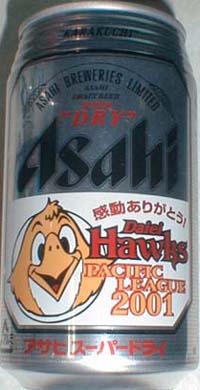 KARAKUCHI
ASAHI BREWERIES LIMITED
ASAHI
DRAFT BEER
"DRY"
Asahi
感動ありがとう!
Daiei
Hawks
PACIFIC LEAGUE
2001
アサヒスーパードライ